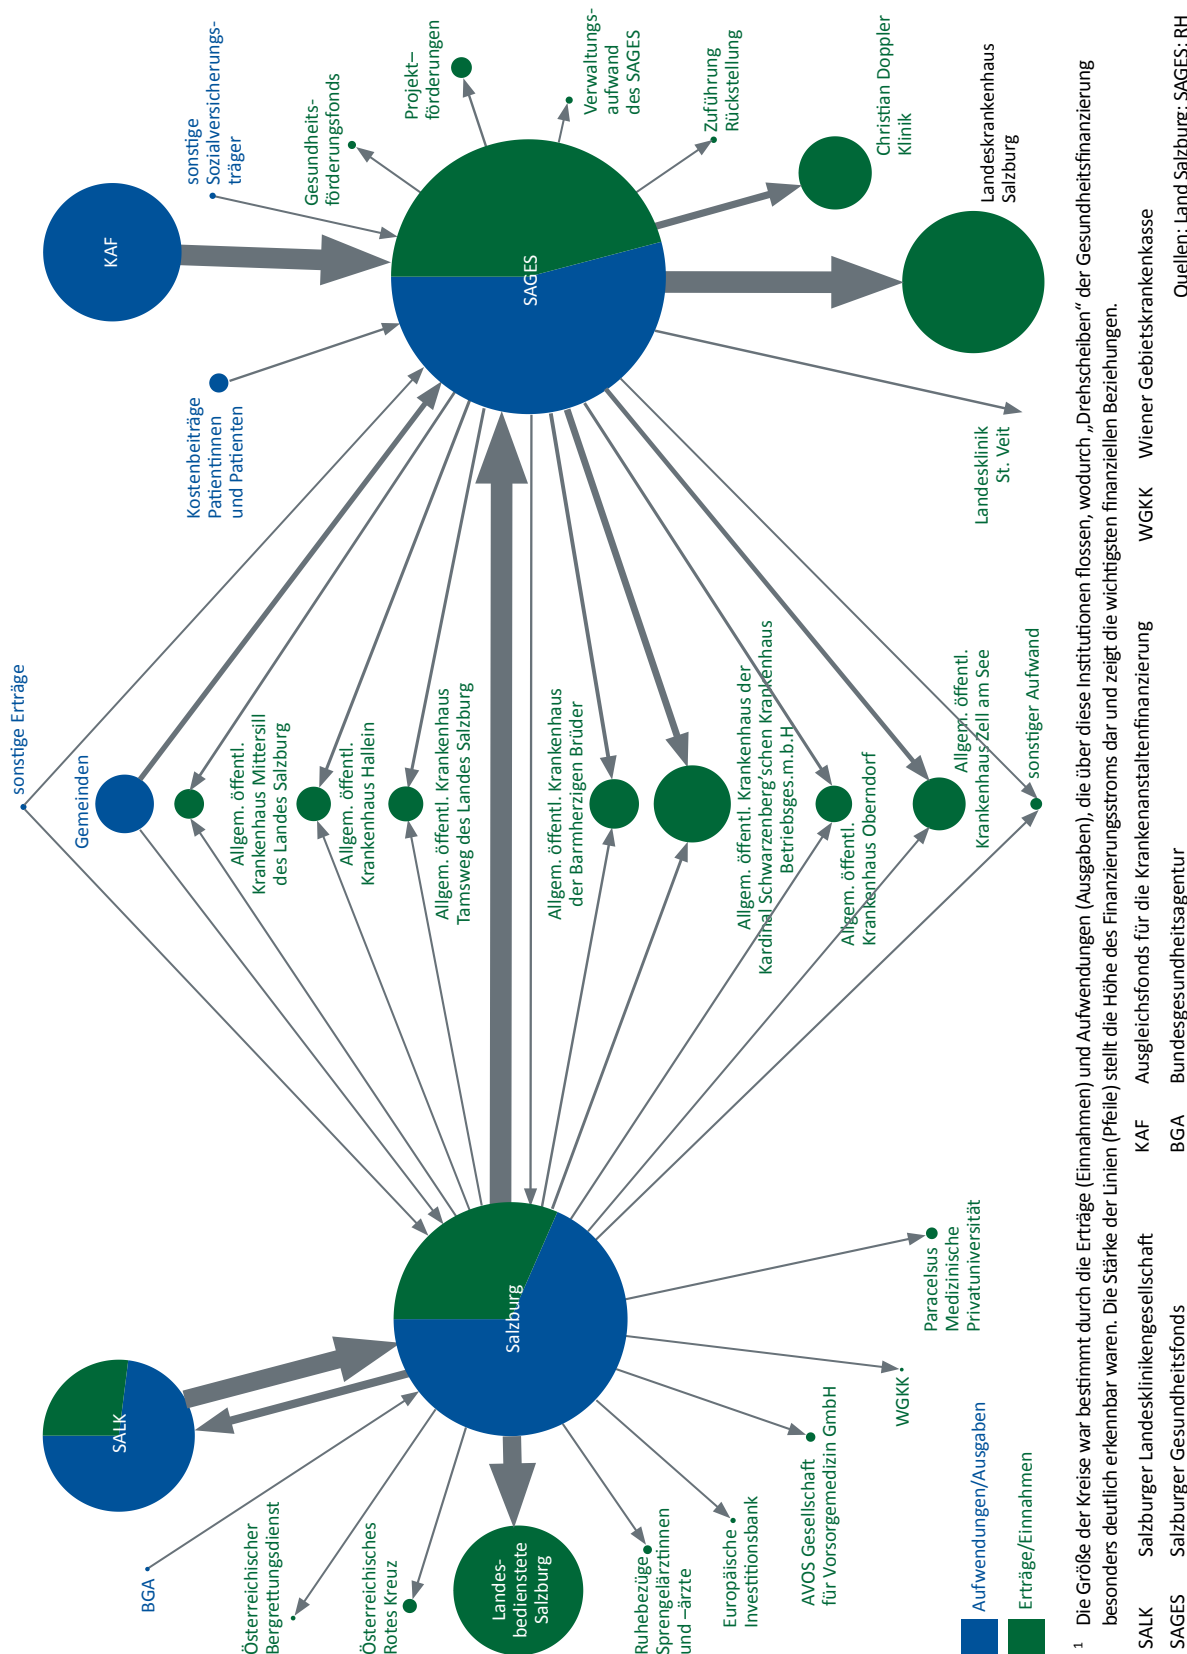 SALK
BGA
Österreichischer
Bergrettungsdienst
Österreichisches
Rotes Kreuz
Landes-
bedienstete
Salzburg
Ruhebezüge
Sprengelärztinnen
und –ärzte
Europäische
Investitionsbank
AVOS Gesellschaft
für Vorsorgemedizin GmbH
WGKK
Paracelsus
Medizinische
Privatuniversität
Salzburg
sonstige Erträge
Gemeinden
Allgem. öffentl.
Krankenhaus Mittersill
des Landes Salzburg
Allgem. öffentl.
Krankenhaus Hallein
Allgem. öffentl. Krankenhaus
Tamsweg des Landes Salzburg
Allgem. öffentl. Krankenhaus
der Barmherzigen Brüder
Allgem. öffentl. Krankenhaus der
Kardinal Schwarzenberg’schen Krankenhaus
Betriebsges.m.b.H
Allgem. öffentl.
Krankenhaus Oberndorf
Allgem. öffentl.
Krankenhaus Zell am See
sonstiger Aufwand
KAF
Kostenbeiträge
Patientinnen
und Patienten
sonstige
Sozialversicherungs-
träger
Gesundheits-
förderungsfonds
Projekt–
förderungen
Verwaltungs-
aufwand
des SAGES
Zuführung
Rückstellung
SAGES
Christian Doppler
Klinik
Landeskrankenhaus
Salzburg
Landesklinik
St. Veit
Aufwendungen/Ausgaben
Erträge/Einnahmen
1 Die Größe der Kreise war bestimmt durch die Erträge (Einnahmen) und Aufwendungen (Ausgaben), die über diese Institutionen flossen, wodurch „Drehscheiben“ der Gesundheitsfinanzierung
besonders deutlich erkennbar waren. Die Stärke der Linien (Pfeile) stellt die Höhe des Finanzierungsstroms dar und zeigt die wichtigsten finanziellen Beziehungen.
SALK Salzburger Landesklinikengesellschaft KAF Ausgleichsfonds für die Krankenanstaltenfinanzierung WGKK Wiener Gebietskrankenkasse
SAGES Salzburger Gesundheitsfonds BGA Bundesgesundheitsagentur
Quellen: Land Salzburg; SAGES; RH